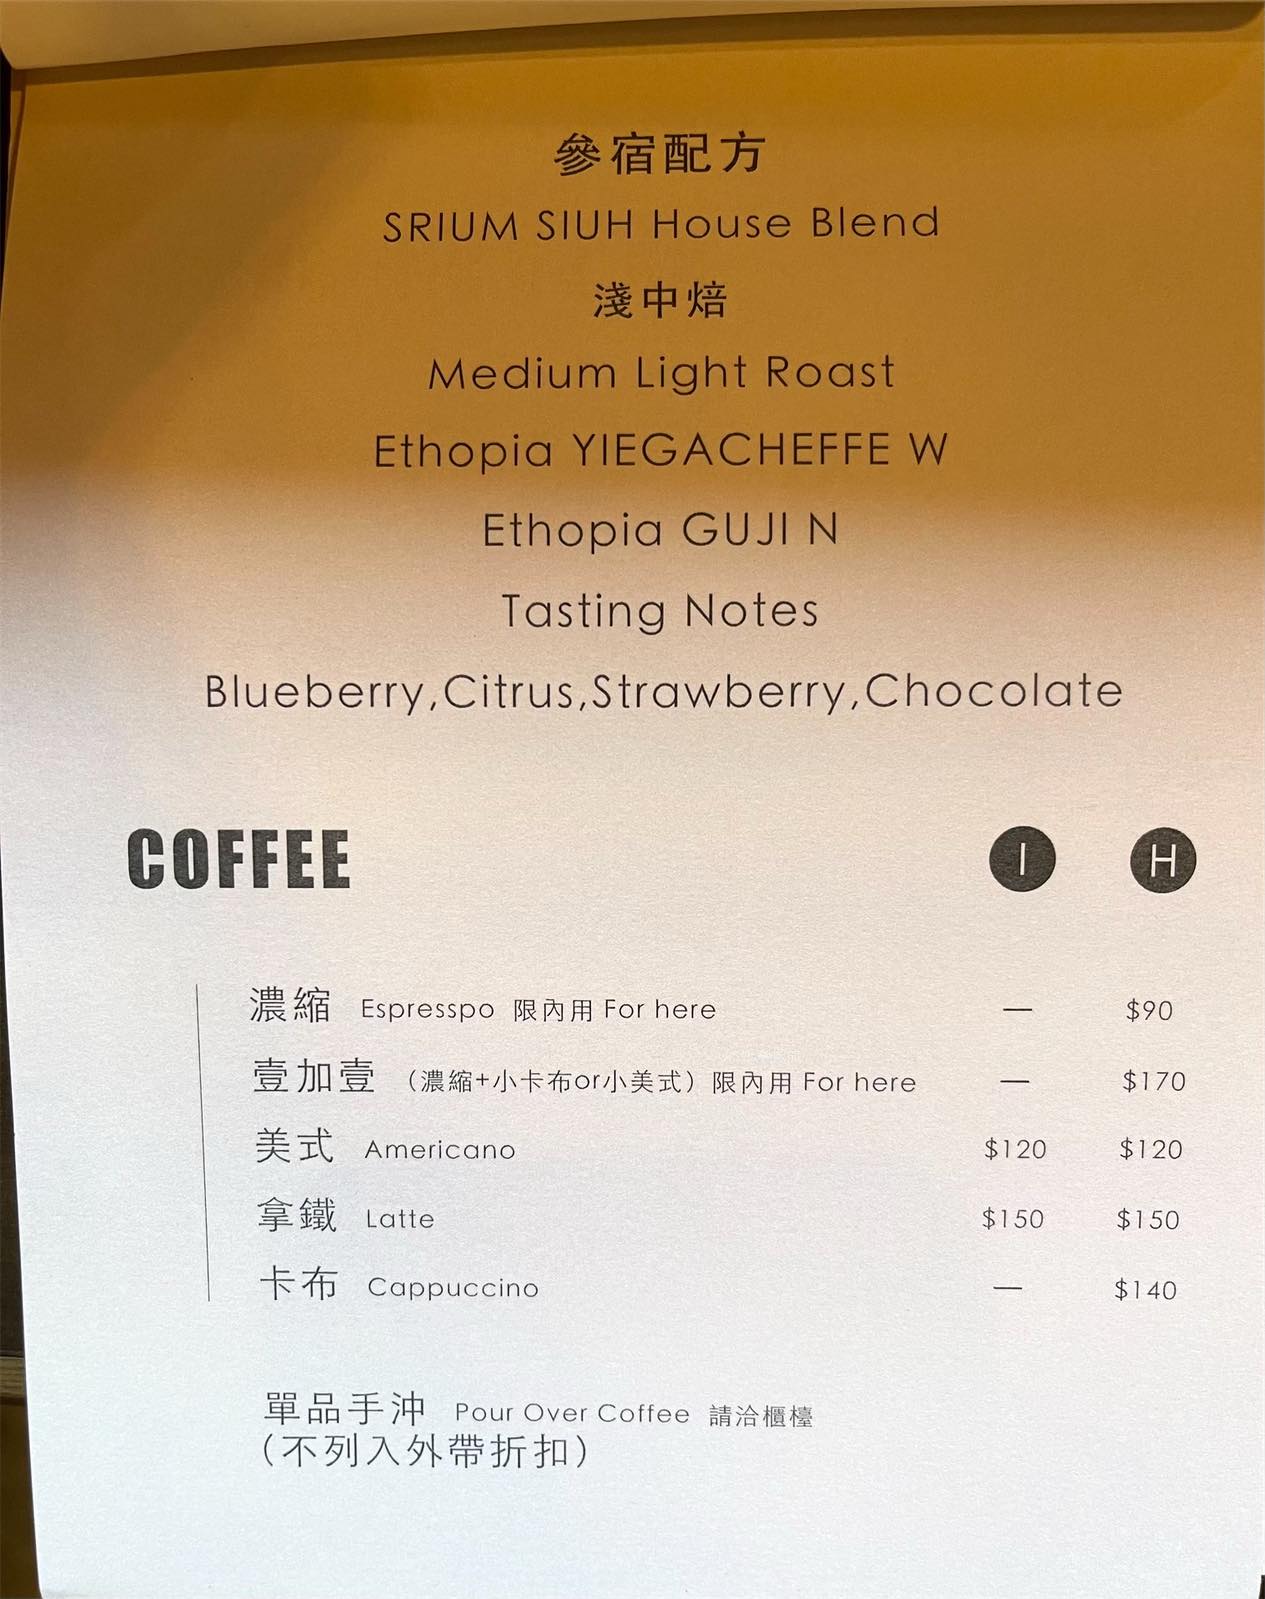 參宿配方
SRIUM SIUH House Blend
淺中焙
Medium Light Roast
Ethopia YIEGACHEFFE W
Ethopia GUJI N
Tasting Notes
Blueberry,Citrus,Strawberry,Chocolate
COFFEE I H
濃縮 Espresspo 限內用 For here — $90
壹加壹 （濃縮+小卡布or小美式）限內用 For here — $170
美式 Americano $120 $120
拿鐵 Latte $150 $150
卡布 Cappuccino — $140
單品手沖 Pour Over Coffee 請洽櫃檯
（不列入外帶折扣）